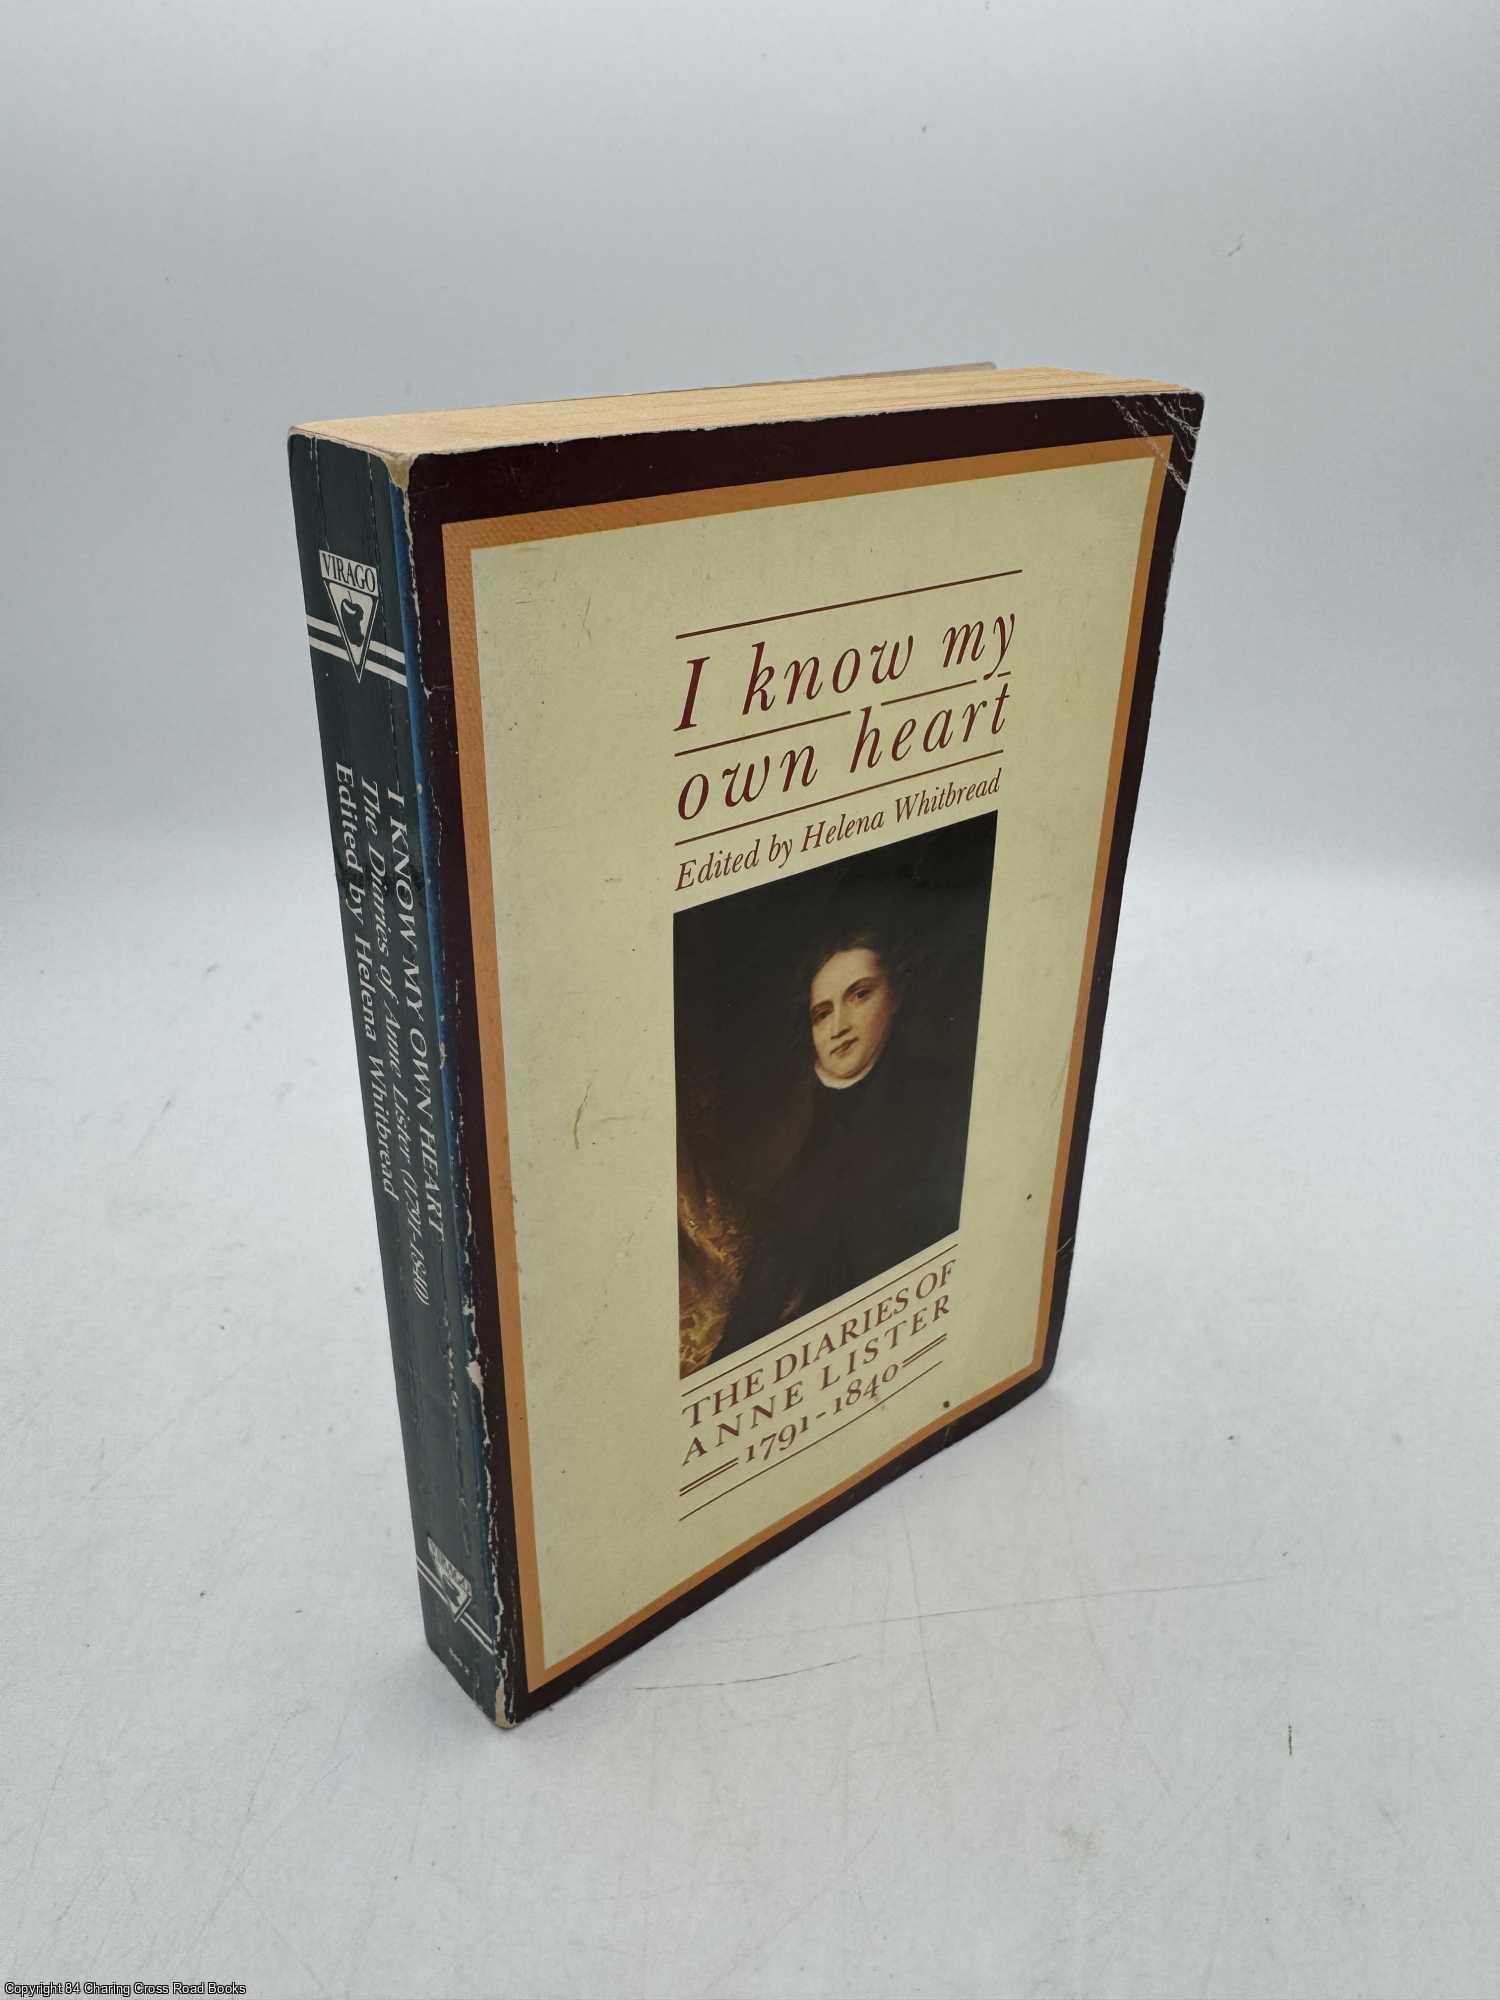 VIRAGO
I KNOW MY OWN HEART
The Diaries of Anne Lister (1791-1840)
Edited by Helena Whitbread
VIRAGO
I know my
own heart
Edited by Helena Whitbread
THE DIARIES OF
ANNE LISTER
1791-1840
Copyright 84 Charing Cross Road Books